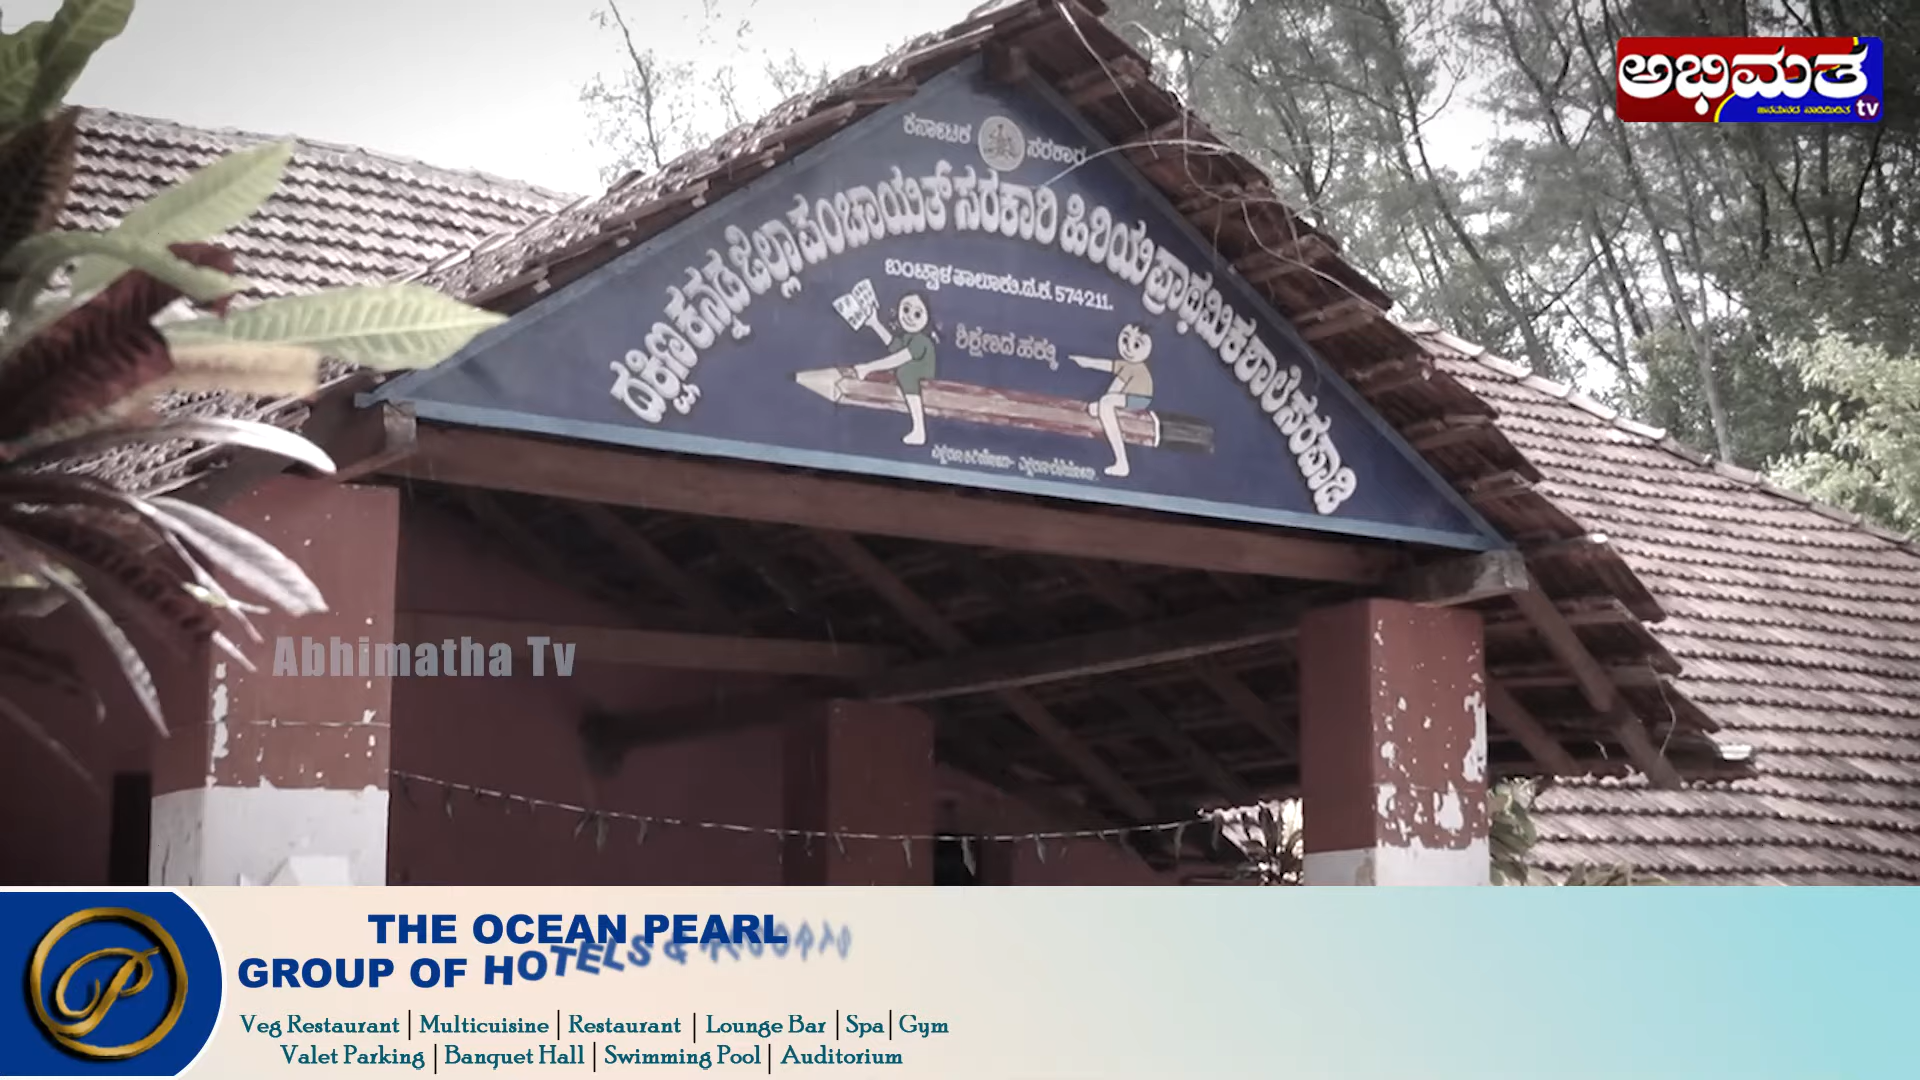 ಅಭಿಮತ
tv
ಕರ್ನಾಟಕ ಸರಕಾರ
ದಕ್ಷಿಣ ಕನ್ನಡ ಜಿಲ್ಲಾ ಪಂಚಾಯತ್ ಸರಕಾರಿ ಹಿರಿಯ ಪ್ರಾಥಮಿಕ ಶಾಲೆ ಸರಪಾಡಿ
ಬಂಟ್ವಾಳ ತಾಲೂಕು.ದ.ಕ. 574211.
ಶಿಕ್ಷಣದ ಹಕ್ಕು
Abhimatha Tv
THE OCEAN PEARL
GROUP OF HOTELS &
Veg Restaurant | Multicuisine | Restaurant | Lounge Bar | Spa | Gym
Valet Parking | Banquet Hall | Swimming Pool | Auditorium